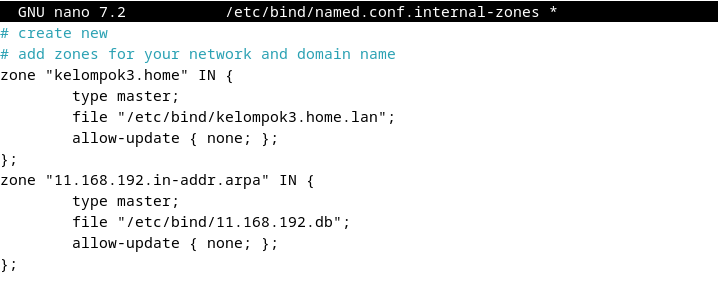 GNU nano 7.2           /etc/bind/named.conf.internal-zones *
# create new
# add zones for your network and domain name
zone "kelompok3.home" IN {
        type master;
        file "/etc/bind/kelompok3.home.lan";
        allow-update { none; };
};
zone "11.168.192.in-addr.arpa" IN {
        type master;
        file "/etc/bind/11.168.192.db";
        allow-update { none; };
};